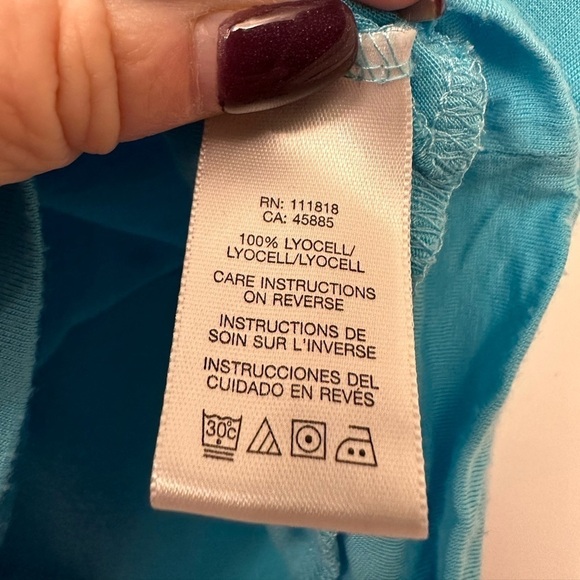 RN: 111818
CA: 45885
100% LYOCELL/
LYOCELL/LYOCELL
CARE INSTRUCTIONS
ON REVERSE
INSTRUCTIONS DE
SOIN SUR L'INVERSE
INSTRUCCIONES DEL
CUIDADO EN REVÉS
30°C